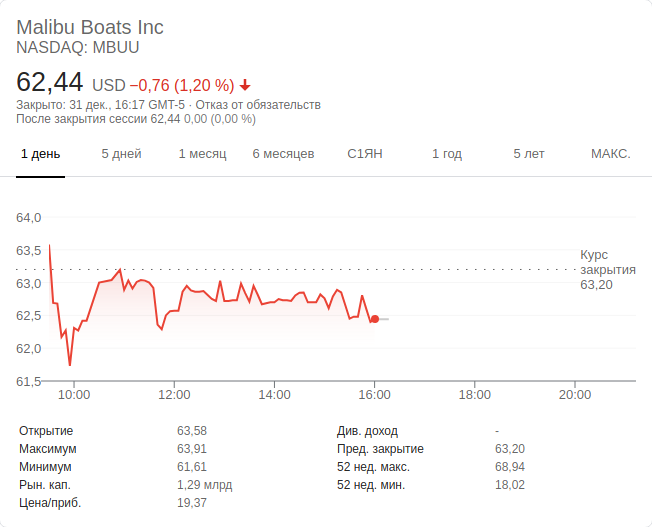 Malibu Boats Inc
NASDAQ: MBUU
62,44 USD −0,76 (1,20 %)
Закрыто: 31 дек., 16:17 GMT-5 · Отказ от обязательств
После закрытия сессии 62,44 0,00 (0,00 %)
1 день 5 дней 1 месяц 6 месяцев С1ЯН 1 год 5 лет МАКС.
64,0
63,5
63,0
62,5
62,0
61,5
Курс
закрытия
63,20
10:00 12:00 14:00 16:00 18:00 20:00
Открытие 63,58
Максимум 63,91
Минимум 61,61
Рын. кап. 1,29 млрд
Цена/приб. 19,37
Див. доход -
Пред. закрытие 63,20
52 нед. макс. 68,94
52 нед. мин. 18,02